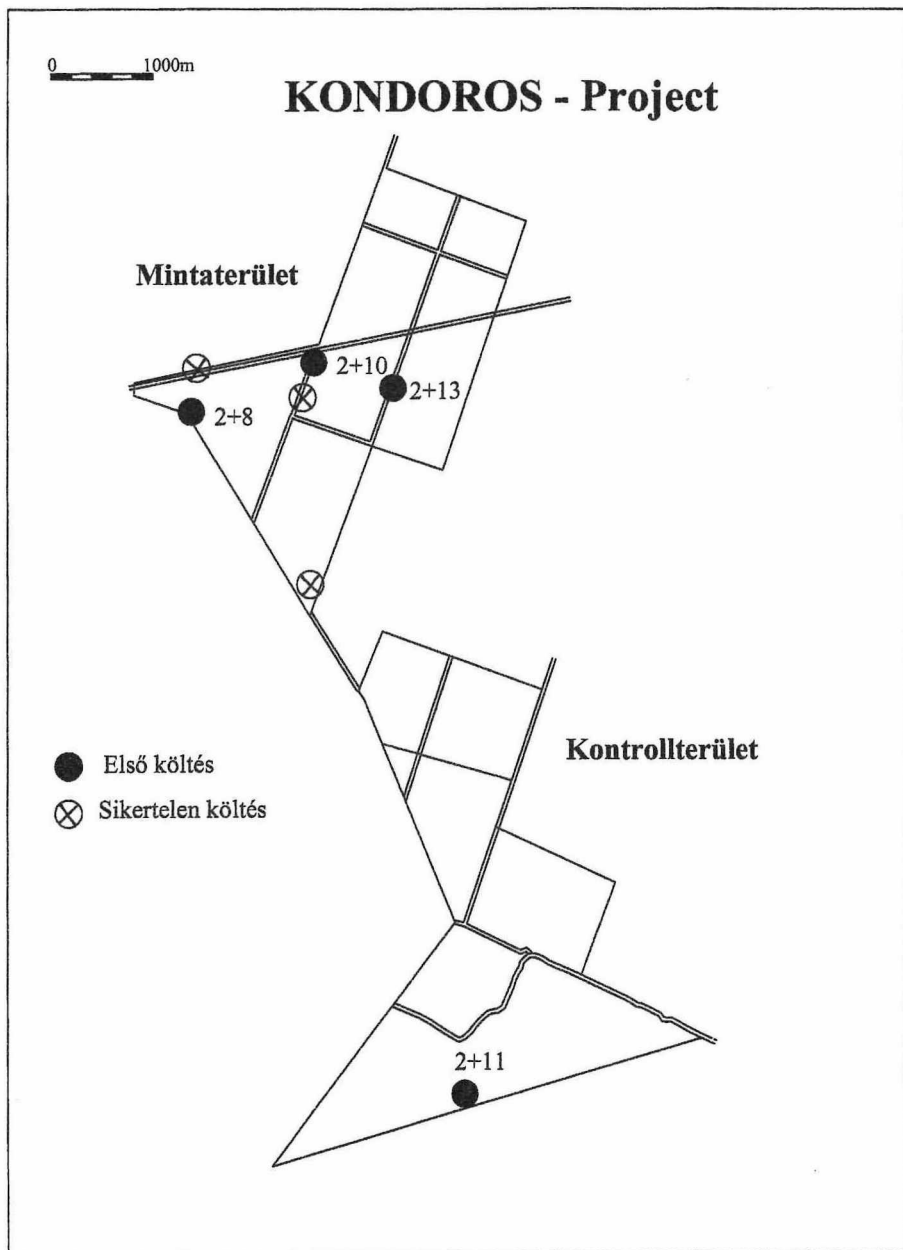 0 1000m
KONDOROS - Project
Mintaterület
2+10
2+13
2+8
Kontrollterület
Első költés
Sikertelen költés
2+11